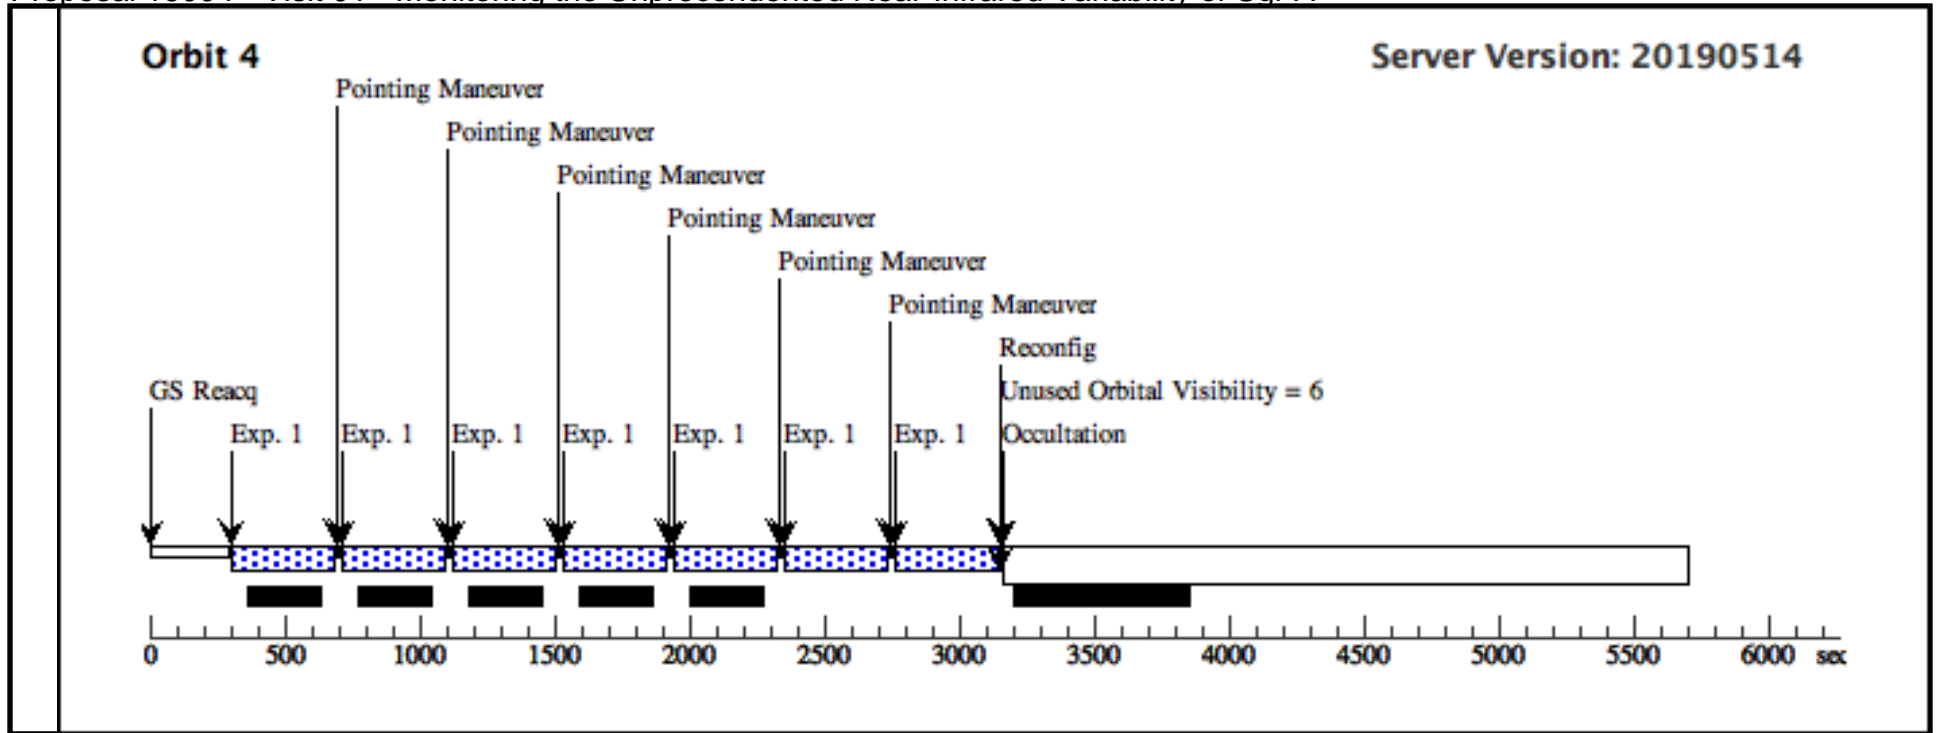 Orbit 4
Server Version: 20190514
Pointing Maneuver
Pointing Maneuver
Pointing Maneuver
Pointing Maneuver
Pointing Maneuver
Pointing Maneuver
Reconfig
GS Reacq
Unused Orbital Visibility = 6
Exp. 1 Exp. 1 Exp. 1 Exp. 1 Exp. 1 Exp. 1 Exp. 1 Occultation
0 500 1000 1500 2000 2500 3000 3500 4000 4500 5000 5500 6000 sec